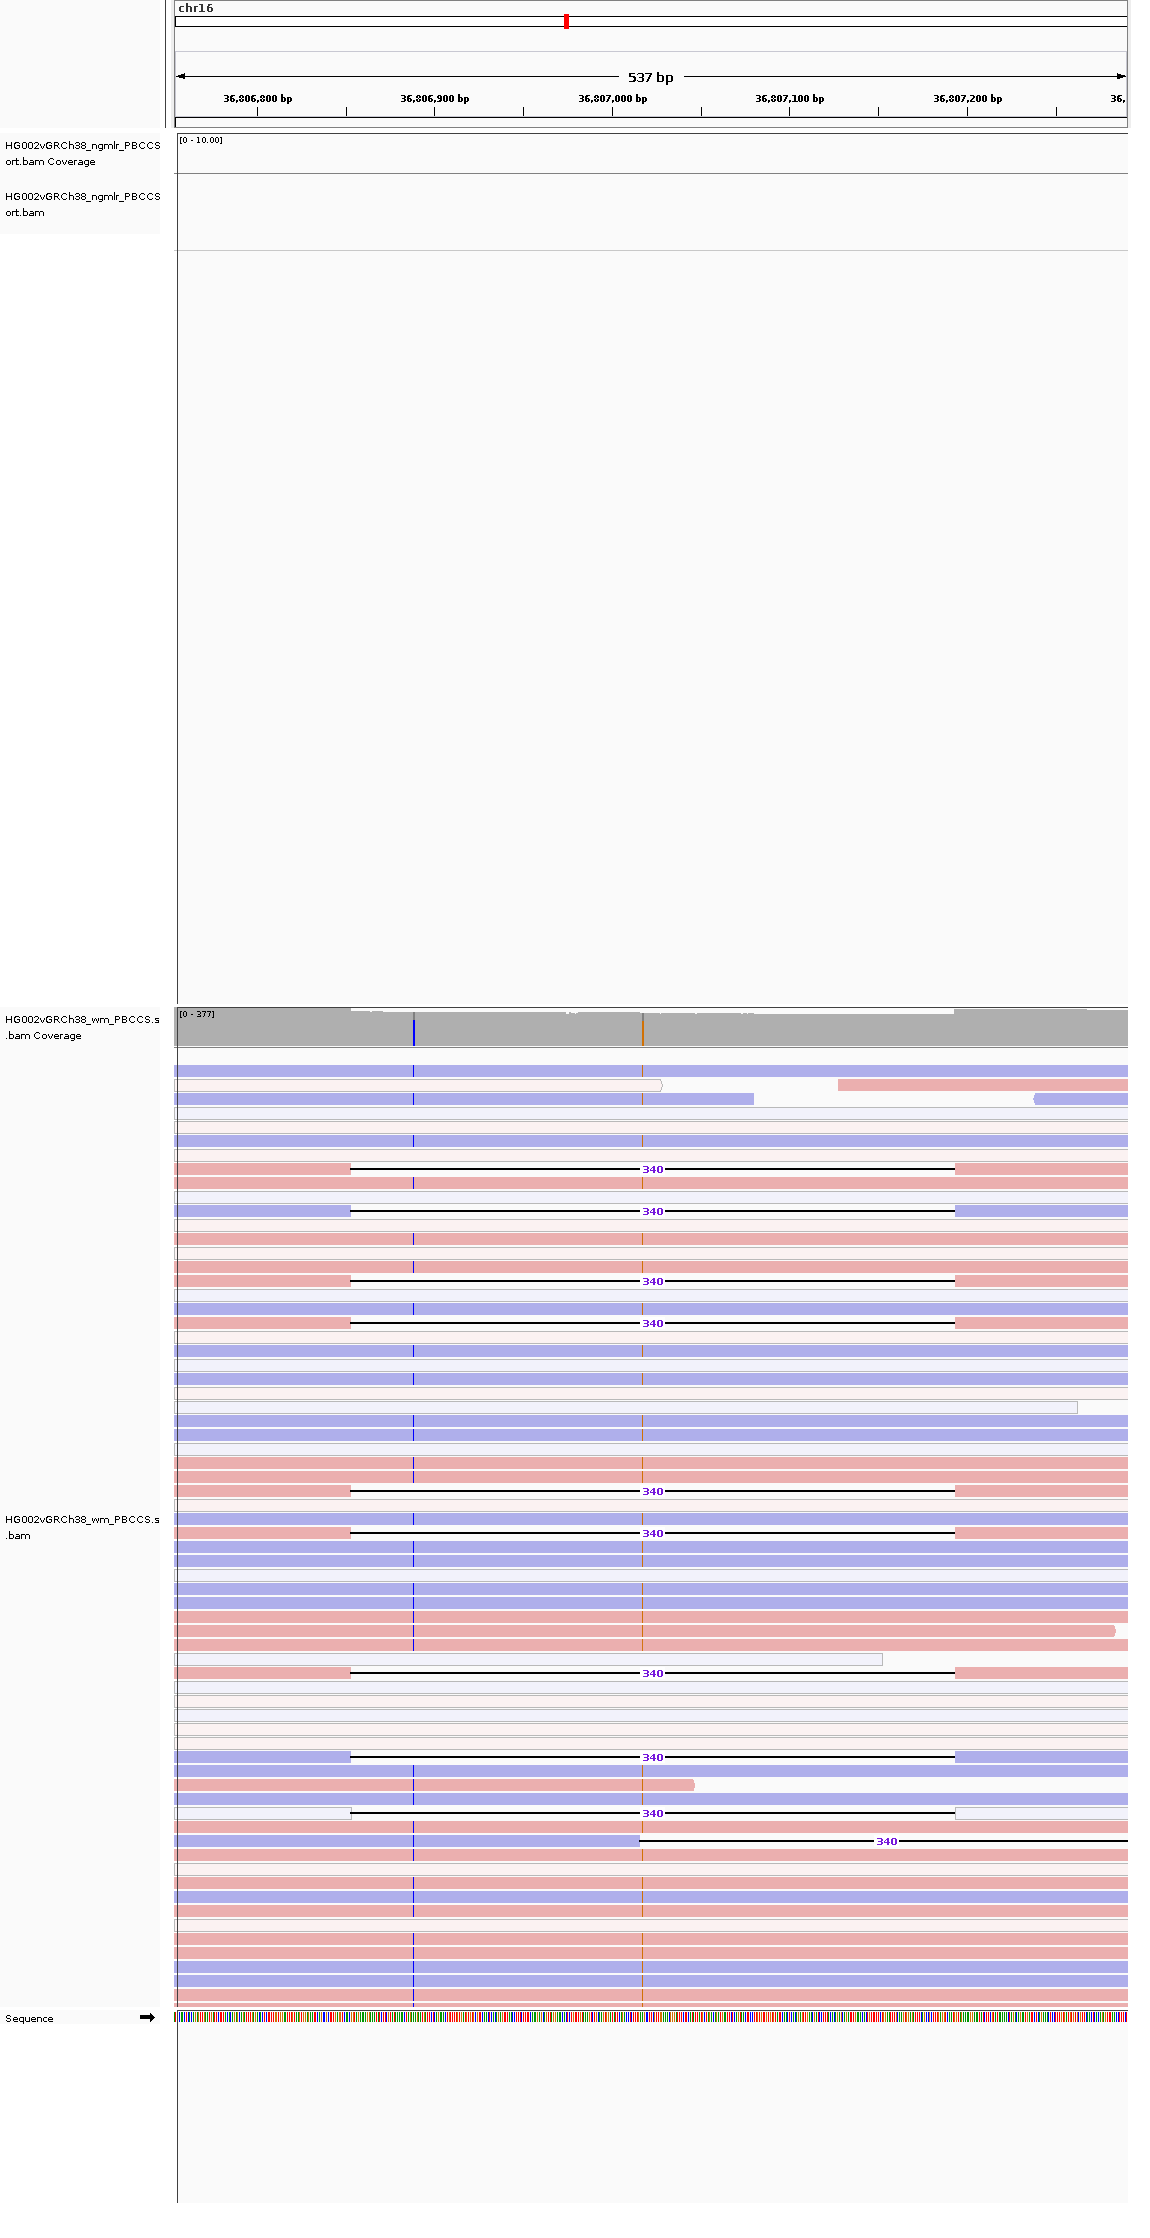 chr16
537 bp
36,806,800 bp 36,806,900 bp 36,807,000 bp 36,807,100 bp 36,807,200 bp 36,
HG002vGRCh38_ngmlr_PBCCS
ort.bam Coverage
[0 - 10.00]
HG002vGRCh38_ngmlr_PBCCS
ort.bam
HG002vGRCh38_wm_PBCCS.s
.bam Coverage
[0 - 377]
340
340
340
340
340
HG002vGRCh38_wm_PBCCS.s
.bam
340
340
340
340
340
Sequence